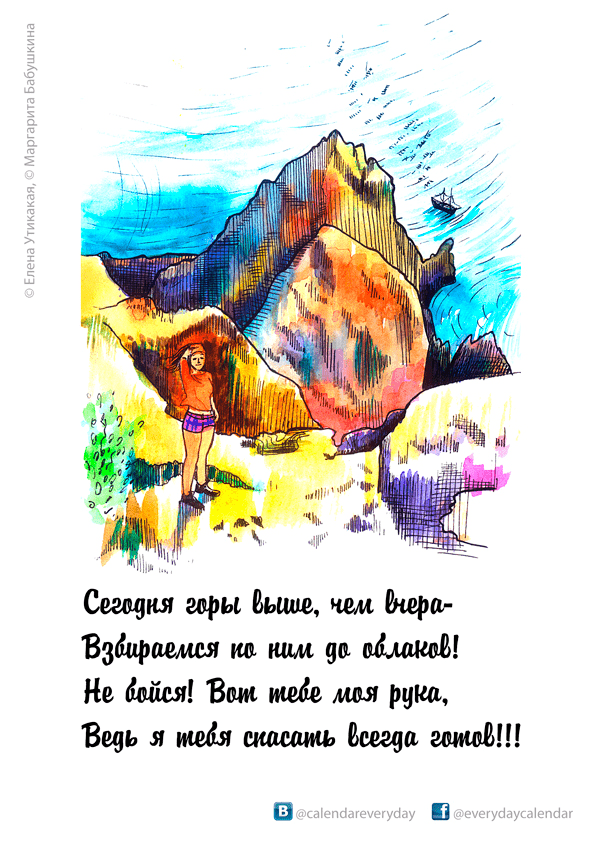 © Елена Утикакая, © Маргарита Бабушкина
Сегодня горы выше, чем вчера-
Взбираемся по ним до облаков!
Не бойся! Вот тебе моя рука,
Ведь я тебя спасать всегда готов!!!
B @calendareveryday f @everydaycalendar